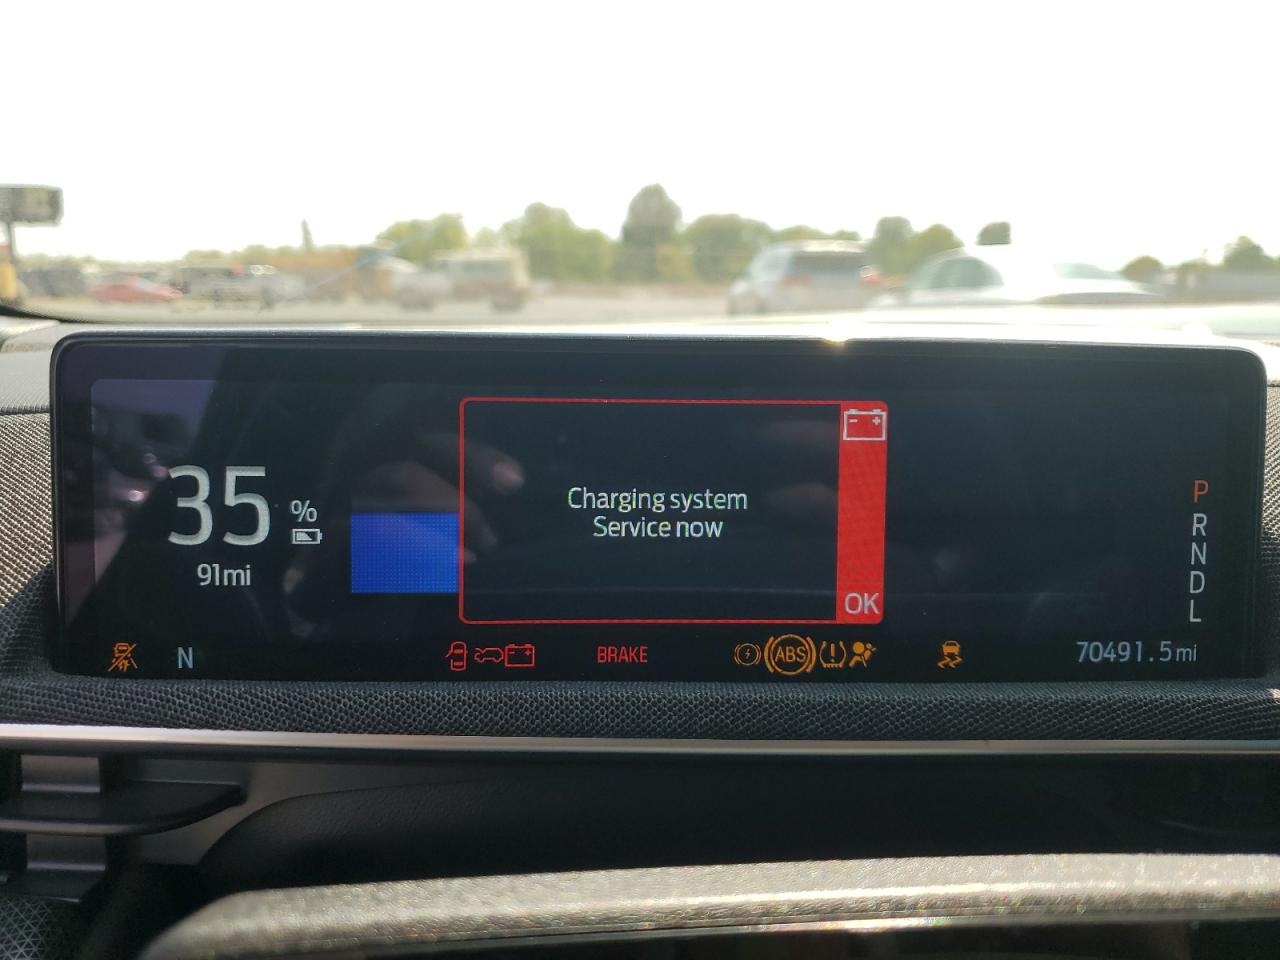 35 %
91mi
Charging system
Service now
OK
P
R
N
D
L
N
BRAKE
ABS
70491.5mi